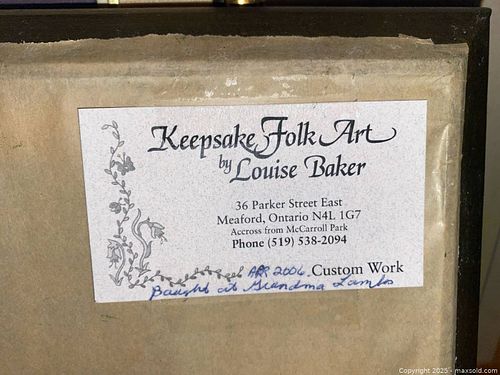 Keepsake Folk Art
by Louise Baker
36 Parker Street East
Meaford, Ontario N4L 1G7
Accross from McCarroll Park
Phone (519) 538-2094
APR 2006 Custom Work
Baught at Grandma Lambs
Copyright 2025 - maxsold.com